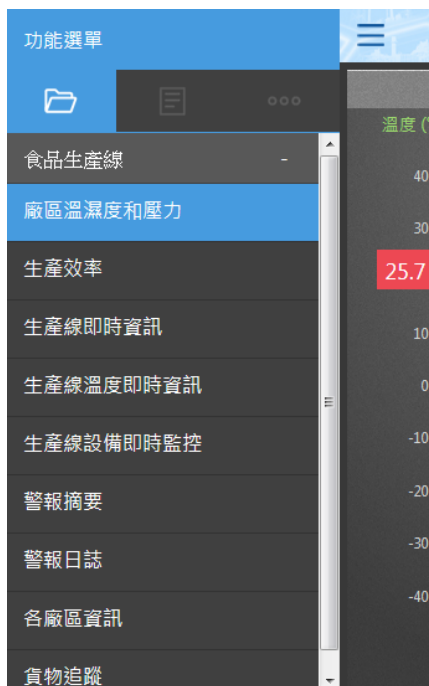 功能選單
食品生產線 -
廠區溫濕度和壓力
生產效率
生產線即時資訊
生產線溫度即時資訊
生產線設備即時監控
警報摘要
警報日誌
各廠區資訊
貨物追蹤
溫度 (°
40
30
25.7
10
0
-10
-20
-30
-40